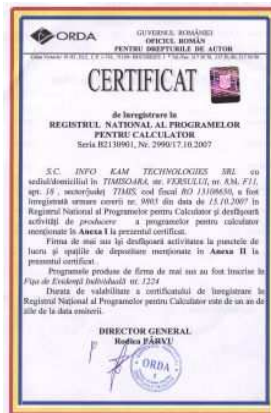 ORDA
GUVERNUL ROMÂNIEI
OFICIUL ROMÂN
PENTRU DREPTURILE DE AUTOR
CERTIFICAT
de înregistrare în
REGISTRUL NAȚIONAL AL PROGRAMELOR
PENTRU CALCULATOR
Seria B2130901, Nr. 2990/17.10.2007
S.C. INFO KAM TECHNOLOGIES SRL cu
sediul/domiciliul în TIMISOARA, str. VERSULUI, nr. 8/H, F11,
apt. 18, sector/județ TIMIS, cod fiscal RO 13108650, a fost
înregistrată urmare cererii nr. 9003 din data de 15.10.2007 în
Registrul Național al Programelor pentru Calculator și desfășoară
activități de producere a programelor pentru calculator
menționate în Anexa I la prezentul certificat.
Firma de mai sus își desfășoară activitatea la punctele de
lucru și spațiile de depozitare menționate în Anexa II la
prezentul certificat.
Programele produse de firma de mai sus au fost înscrise în
Fișa de Evidență Individuală nr. 1224
Durata de valabilitate a certificatului de înregistrare în
Registrul Național al Programelor pentru Calculator este de un an de
zile de la data emiterii.
DIRECTOR GENERAL
Rodica PÂRVU
ORDA